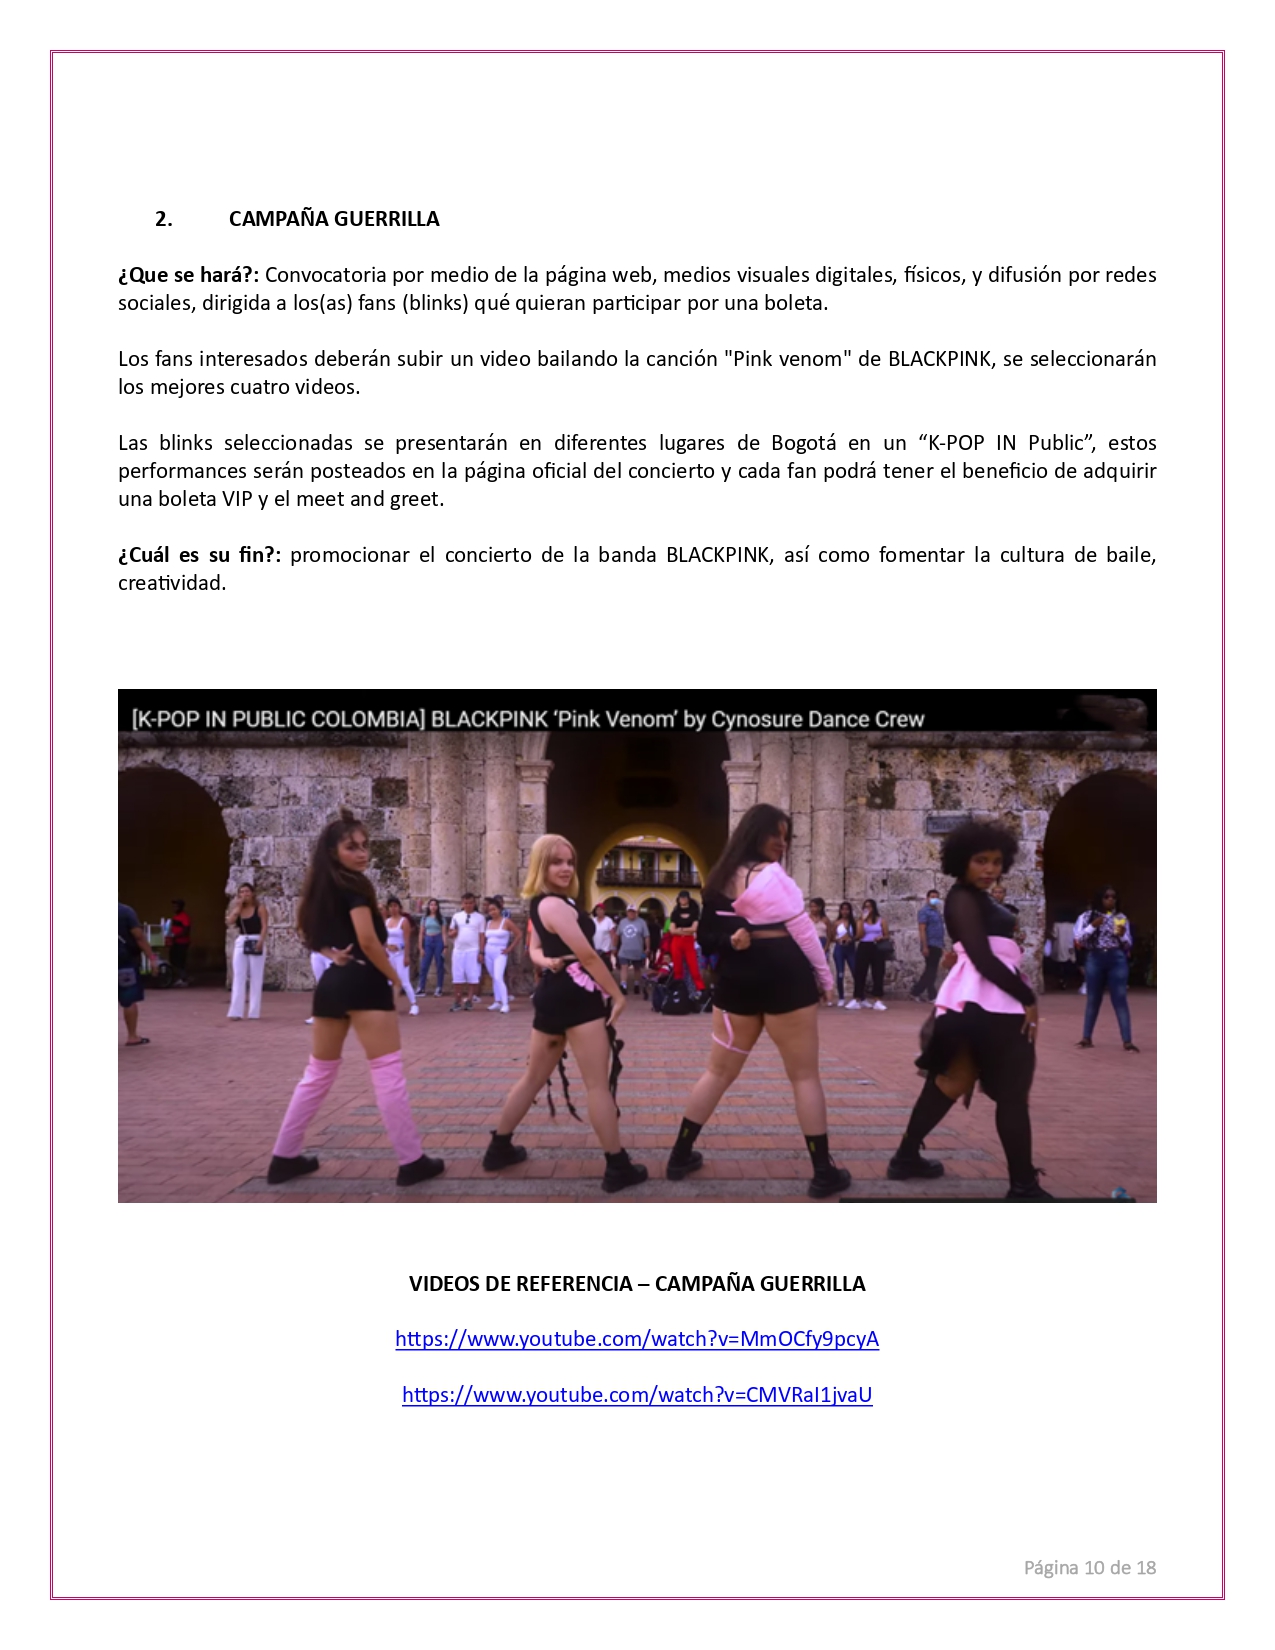 2. CAMPAÑA GUERRILLA
¿Que se hará?: Convocatoria por medio de la página web, medios visuales digitales, físicos, y difusión por redes
sociales, dirigida a los(as) fans (blinks) qué quieran participar por una boleta.
Los fans interesados deberán subir un video bailando la canción "Pink venom" de BLACKPINK, se seleccionarán
los mejores cuatro videos.
Las blinks seleccionadas se presentarán en diferentes lugares de Bogotá en un “K-POP IN Public”, estos
performances serán posteados en la página oficial del concierto y cada fan podrá tener el beneficio de adquirir
una boleta VIP y el meet and greet.
¿Cuál es su fin?: promocionar el concierto de la banda BLACKPINK, así como fomentar la cultura de baile,
creatividad.
[K-POP IN PUBLIC COLOMBIA] BLACKPINK ‘Pink Venom’ by Cynosure Dance Crew
VIDEOS DE REFERENCIA – CAMPAÑA GUERRILLA
https://www.youtube.com/watch?v=MmOCfy9pcyA
https://www.youtube.com/watch?v=CMVRaI1jvaU
Página 10 de 18